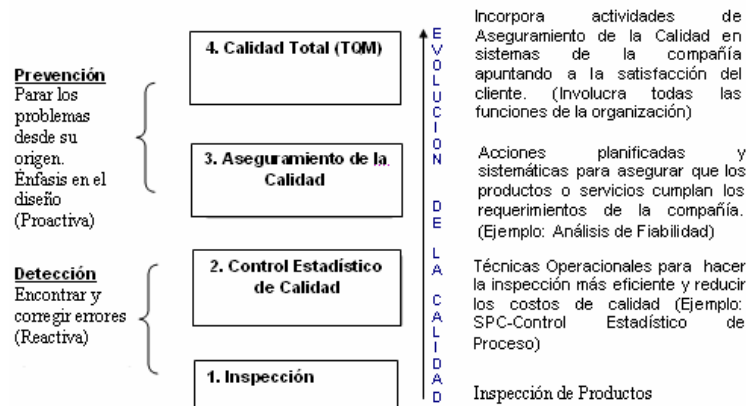 Prevención
Parar los
problemas
desde su
origen.
Énfasis en el
diseño
(Proactiva)
Detección
Encontrar y
corregir errores
(Reactiva)
4. Calidad Total (TQM)
3. Aseguramiento de la
Calidad
2. Control Estadístico
de Calidad
1. Inspección
EVOLUCION DE LA CALIDAD
Incorpora actividades de
Aseguramiento de la Calidad en
sistemas de la compañía
apuntando a la satisfacción del
cliente. (Involucra todas las
funciones de la organización)
Acciones planificadas y
sistemáticas para asegurar que los
productos o servicios cumplan los
requerimientos de la compañía.
(Ejemplo: Análisis de Fiabilidad)
Técnicas Operacionales para hacer
la inspección más eficiente y reducir
los costos de calidad (Ejemplo:
SPC-Control Estadístico de
Proceso)
Inspección de Productos